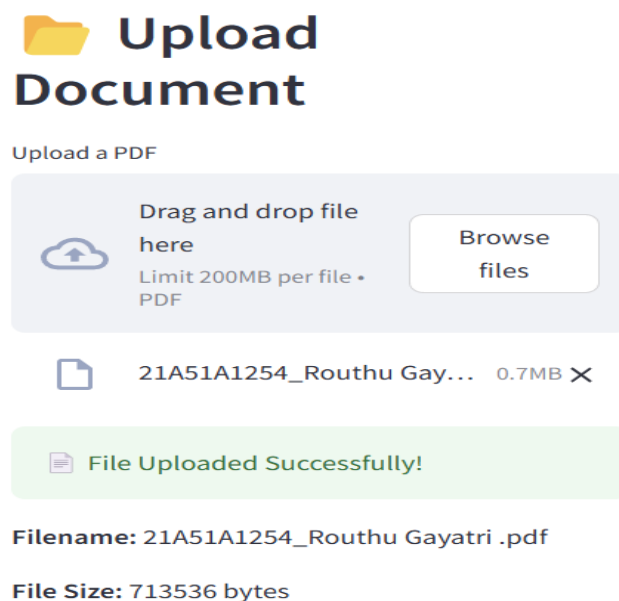 Upload
Document
Upload a PDF
Drag and drop file
here
Limit 200MB per file •
PDF
Browse
files
21A51A1254_Routhu Gay... 0.7MB
File Uploaded Successfully!
Filename: 21A51A1254_Routhu Gayatri .pdf
File Size: 713536 bytes